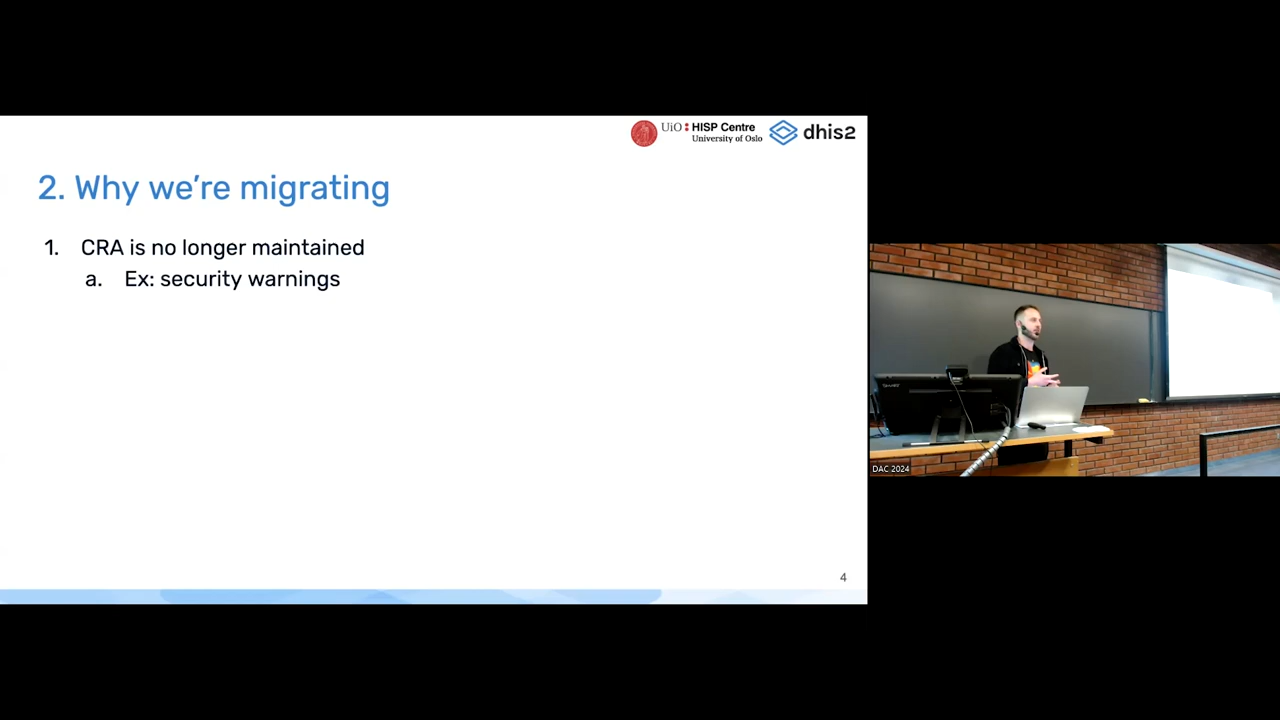 UiO : HISP Centre
University of Oslo
dhis2
2. Why we're migrating
1. CRA is no longer maintained
a. Ex: security warnings
4
DAC 2024